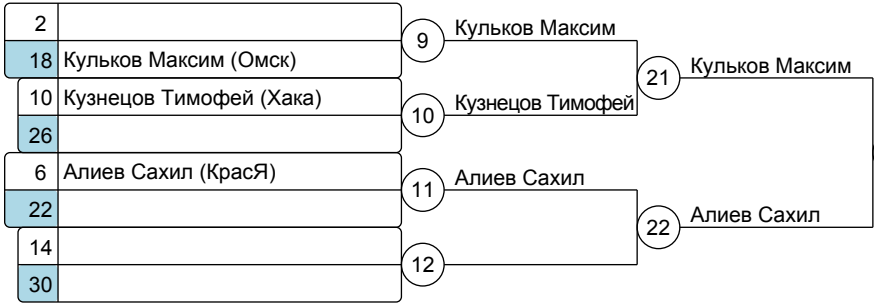 2
18 Кульков Максим (Омск)
10 Кузнецов Тимофей (Хака)
26
6 Алиев Сахил (КрасЯ)
22
14
30
9 Кульков Максим
10 Кузнецов Тимофей
11 Алиев Сахил
12
21 Кульков Максим
22 Алиев Сахил